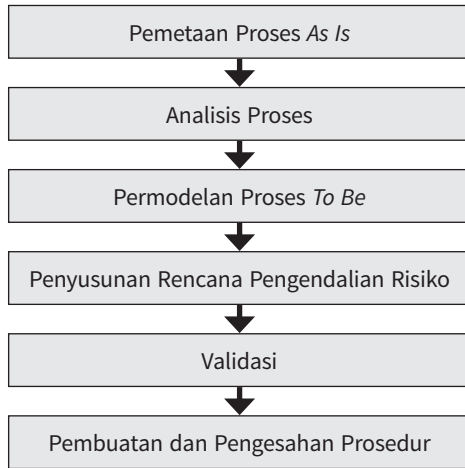 Pemetaan Proses As Is
Analisis Proses
Permodelan Proses To Be
Penyusunan Rencana Pengendalian Risiko
Validasi
Pembuatan dan Pengesahan Prosedur